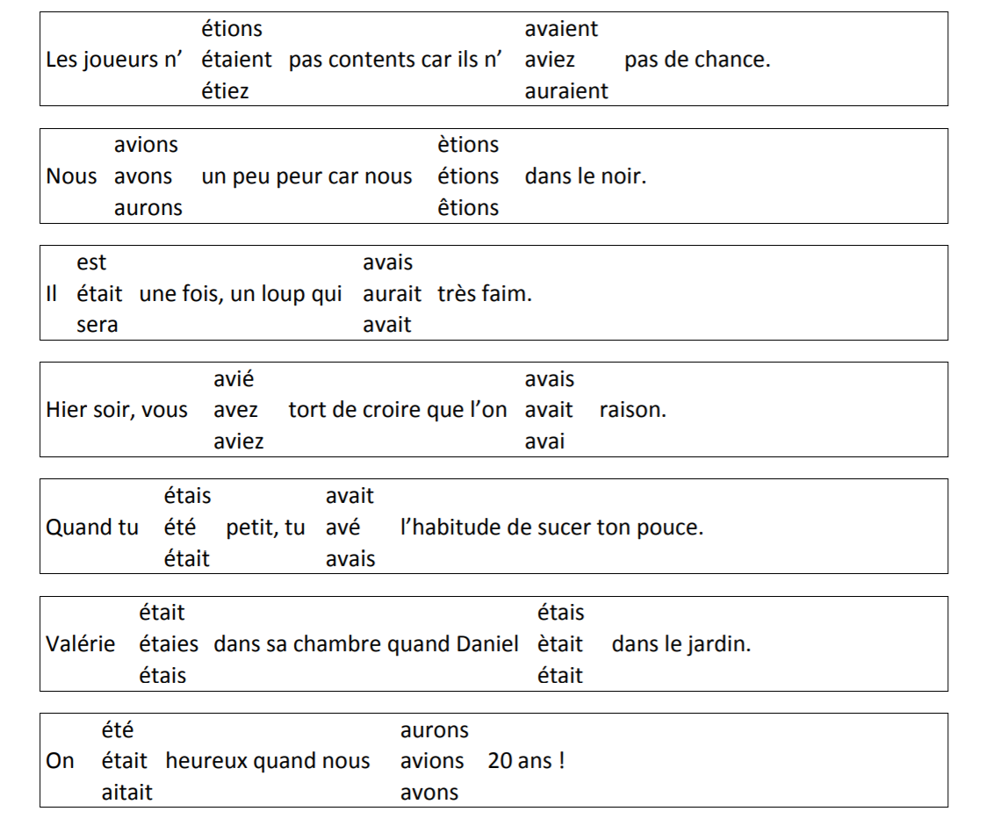 étions avaient
Les joueurs n’ étaient pas contents car ils n’ aviez pas de chance.
étiez auraient
avions ètions
Nous avons un peu peur car nous étions dans le noir.
aurons êtions
est avais
Il était une fois, un loup qui aurait très faim.
sera avait
avié avais
Hier soir, vous avez tort de croire que l’on avait raison.
aviez avai
étais avait
Quand tu été petit, tu avé l’habitude de sucer ton pouce.
était avais
était étais
Valérie étaies dans sa chambre quand Daniel ètait dans le jardin.
étais était
été aurons
On était heureux quand nous avions 20 ans !
aitait avons